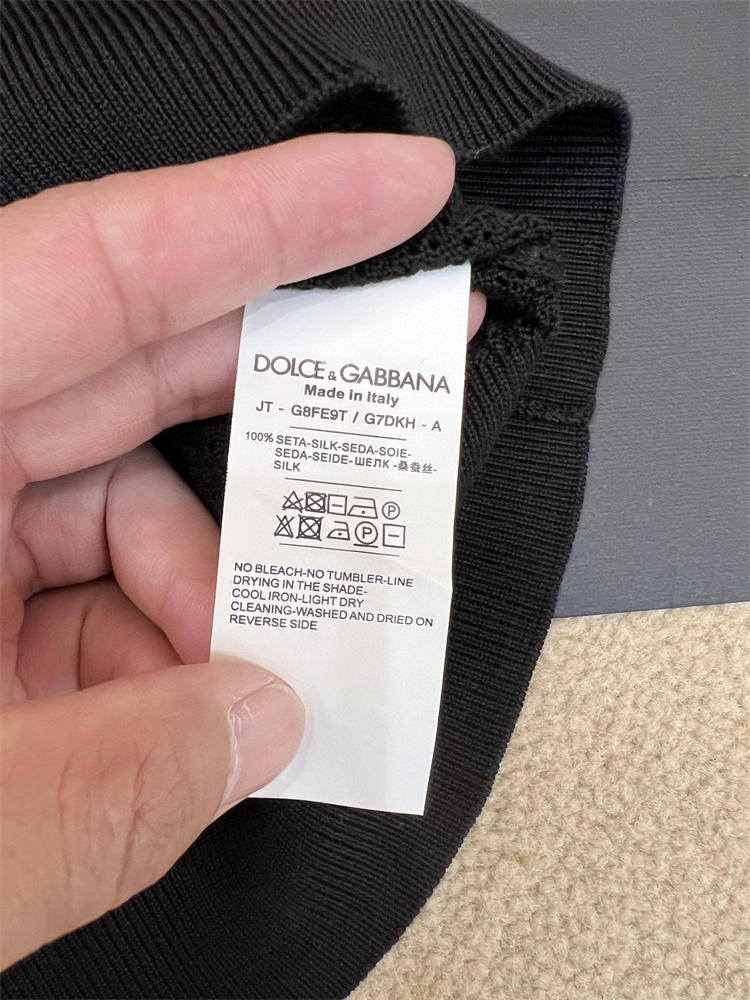 DOLCE & GABBANA
Made in Italy
JT - G8FE9T / G7DKH - A
100% SETA-SILK-SEDA-SOIE-
SEDA-SEIDE-ШЕЛК -桑蚕丝-
SILK
P
P
NO BLEACH-NO TUMBLER-LINE
DRYING IN THE SHADE-
COOL IRON-LIGHT DRY
CLEANING-WASHED AND DRIED ON
REVERSE SIDE